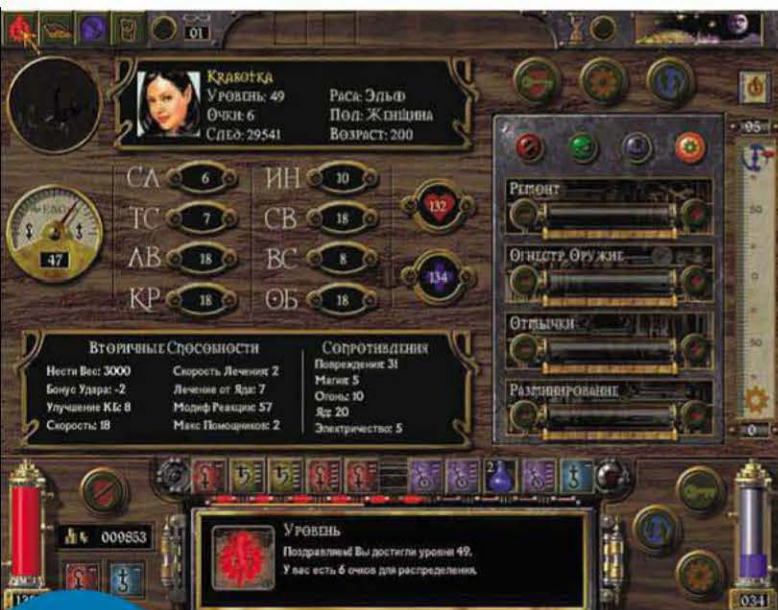 01
Krasotka
Уровень: 49
Очки: 6
След: 29541
Раса: Эльф
Пол: Женщина
Возраст: 200
95
СЛ 6
ИН 10
132
ТС 7
СВ 18
ЛВ 18
ВС 8
134
КР 18
ОБ 18
47
Ремонт
Огнестр. Оружие
Отмычки
Разминирование
50
0
50
0
Вторичные Способности
Нести Вес: 3000
Бонус Удара: -2
Улучшение КБ: 8
Скорость: 18
Скорость Лечения: 2
Лечение от Яда: 7
Модиф Реакции: 57
Макс Помощников: 2
Сопротивления
Повреждения: 31
Магия: 5
Огонь: 10
Яд: 20
Электричество: 5
2
009853
Уровень
Поздравляем! Вы достигли уровня 49.
У вас есть 6 очков для распределения.
034